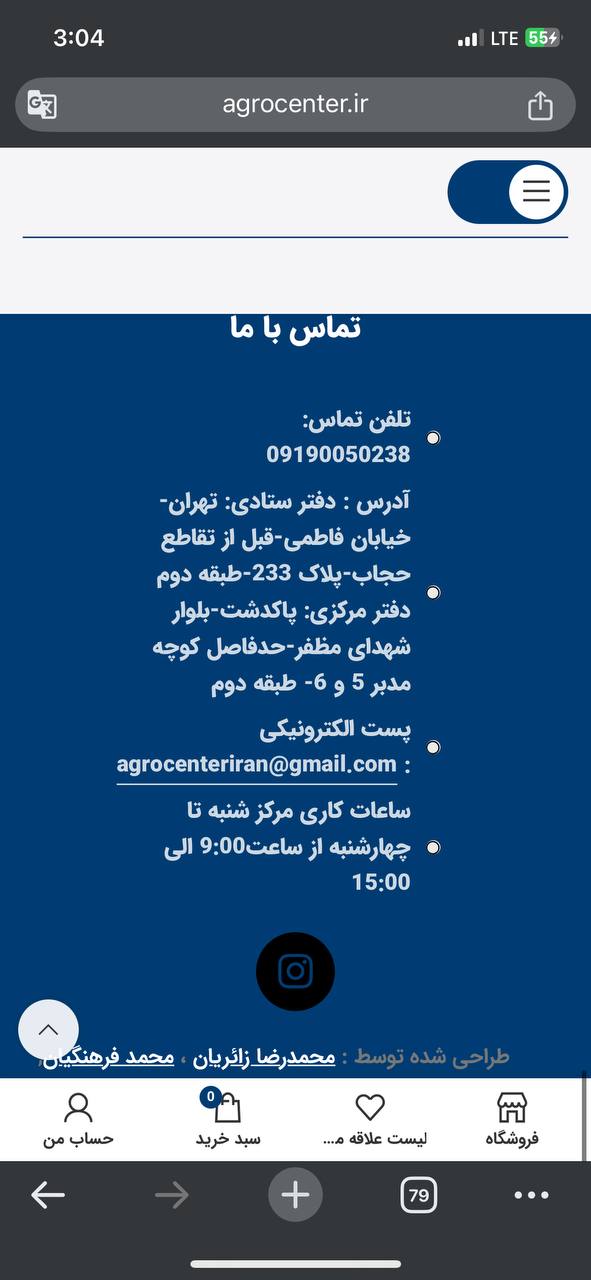 3:04
LTE
55
agrocenter.ir
تماس با ما
تلفن تماس:
09190050238
آدرس : دفتر ستادی: تهران-
خیابان فاطمی-قبل از تقاطع
حجاب-پلاک 233-طبقه دوم
دفتر مرکزی: پاکدشت-بلوار
شهدای مظفر-حدفاصل کوچه
مدبر 5 و 6- طبقه دوم
پست الکترونیکی
: agrocenteriran@gmail.com
ساعات کاری مرکز شنبه تا
چهارشنبه از ساعت9:00 الی
15:00
طراحی شده توسط : محمدرضا زائریان ، محمد فرهنگیان,
فروشگاه
لیست علاقه م...
0
سبد خرید
حساب من
79